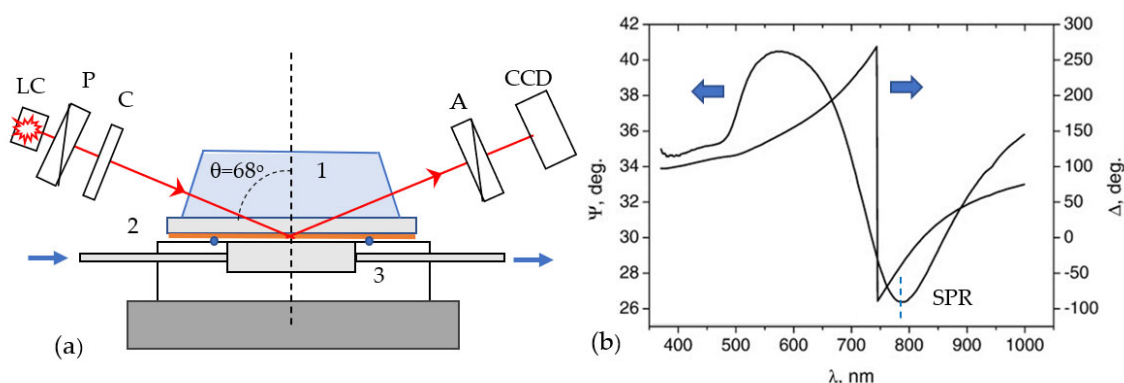 LC
P
C
A
CCD
θ=68°
1
2
3
(a)
42
40
38
36
34
32
30
28
26
Ψ, deg.
300
250
200
150
100
50
0
-50
-100
Δ, deg.
SPR
400 500 600 700 800 900 1000
λ, nm
(b)